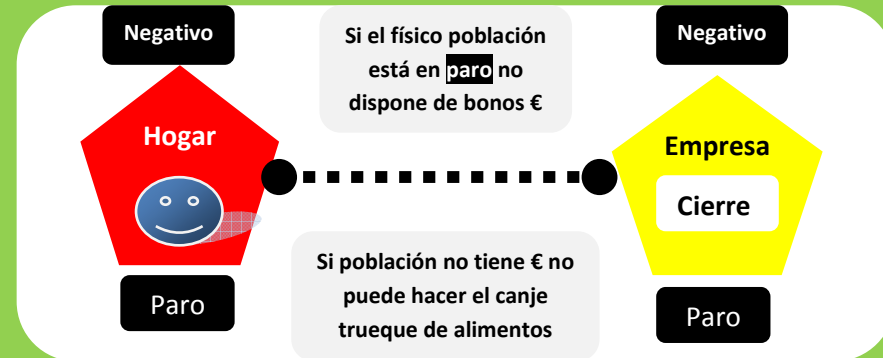 Negativo
Si el físico población
está en paro no
dispone de bonos €
Negativo
Hogar
Empresa
Cierre
Si población no tiene € no
puede hacer el canje
trueque de alimentos
Paro
Paro